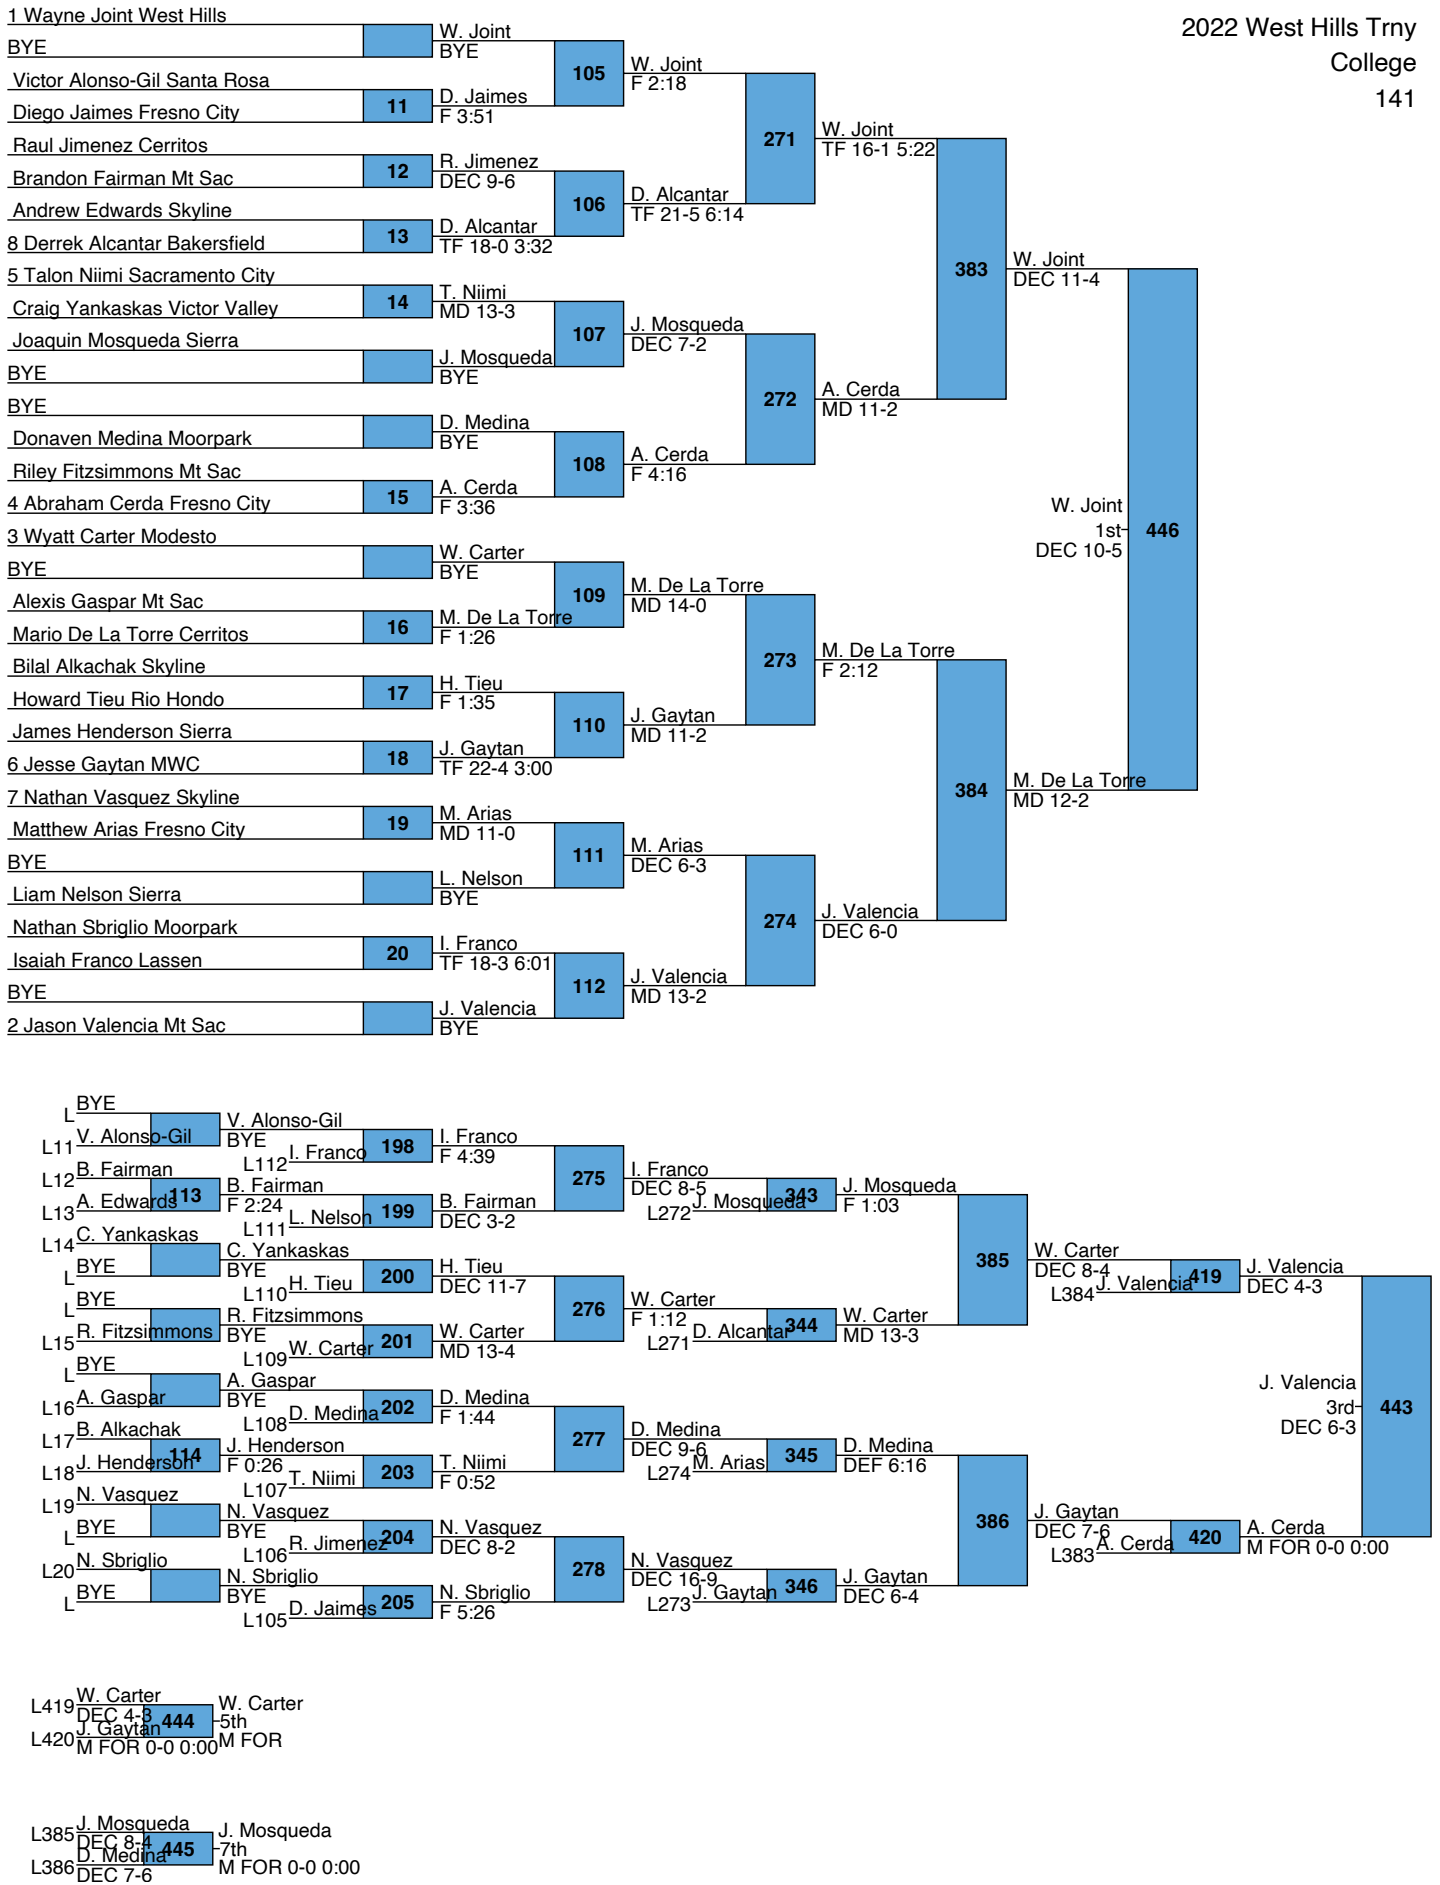 2022 West Hills Trny
College
141
1 Wayne Joint West Hills
BYE
Victor Alonso-Gil Santa Rosa
Diego Jaimes Fresno City
Raul Jimenez Cerritos
Brandon Fairman Mt Sac
Andrew Edwards Skyline
8 Derrek Alcantar Bakersfield
5 Talon Niimi Sacramento City
Craig Yankaskas Victor Valley
Joaquin Mosqueda Sierra
BYE
BYE
Donaven Medina Moorpark
Riley Fitzsimmons Mt Sac
4 Abraham Cerda Fresno City
3 Wyatt Carter Modesto
BYE
Alexis Gaspar Mt Sac
Mario De La Torre Cerritos
Bilal Alkachak Skyline
Howard Tieu Rio Hondo
James Henderson Sierra
6 Jesse Gaytan MWC
7 Nathan Vasquez Skyline
Matthew Arias Fresno City
BYE
Liam Nelson Sierra
Nathan Sbriglio Moorpark
Isaiah Franco Lassen
BYE
2 Jason Valencia Mt Sac
W. Joint
BYE
11
D. Jaimes
F 3:51
12
R. Jimenez
DEC 9-6
13
D. Alcantar
TF 18-0 3:32
14
T. Niimi
MD 13-3
J. Mosqueda
BYE
D. Medina
BYE
15
A. Cerda
F 3:36
W. Carter
BYE
16
M. De La Torre
F 1:26
17
H. Tieu
F 1:35
18
J. Gaytan
TF 22-4 3:00
19
M. Arias
MD 11-0
L. Nelson
BYE
20
I. Franco
TF 18-3 6:01
J. Valencia
BYE
105
W. Joint
F 2:18
106
D. Alcantar
TF 21-5 6:14
107
J. Mosqueda
DEC 7-2
108
A. Cerda
F 4:16
109
M. De La Torre
MD 14-0
110
J. Gaytan
MD 11-2
111
M. Arias
DEC 6-3
112
J. Valencia
MD 13-2
271
W. Joint
TF 16-1 5:22
272
A. Cerda
MD 11-2
273
M. De La Torre
F 2:12
274
J. Valencia
DEC 6-0
383
W. Joint
DEC 11-4
384
M. De La Torre
MD 12-2
W. Joint
1st
DEC 10-5
446
L
BYE
L11
V. Alonso-Gil
L12
B. Fairman
L13
A. Edwards
113
L14
C. Yankaskas
L
BYE
L
BYE
L15
R. Fitzsimmons
L
BYE
L16
A. Gaspar
L17
B. Alkachak
L18
J. Henderson
114
L19
N. Vasquez
L
BYE
L20
N. Sbriglio
L
BYE
V. Alonso-Gil
BYE
L112
I. Franco
198
B. Fairman
F 2:24
L111
L. Nelson
199
C. Yankaskas
BYE
L110
H. Tieu
200
R. Fitzsimmons
BYE
L109
W. Carter
201
A. Gaspar
BYE
L108
D. Medina
202
J. Henderson
F 0:26
L107
T. Niimi
203
N. Vasquez
BYE
L106
R. Jimenez
204
N. Sbriglio
BYE
L105
D. Jaimes
205
I. Franco
F 4:39
B. Fairman
DEC 3-2
275
H. Tieu
DEC 11-7
W. Carter
MD 13-4
276
D. Medina
F 1:44
T. Niimi
F 0:52
277
N. Vasquez
DEC 8-2
N. Sbriglio
F 5:26
278
I. Franco
DEC 8-5
L272
J. Mosqueda
343
W. Carter
F 1:12
L271
D. Alcantar
344
D. Medina
DEC 9-6
L274
M. Arias
345
N. Vasquez
DEC 16-9
L273
J. Gaytan
346
J. Mosqueda
F 1:03
W. Carter
MD 13-3
385
D. Medina
DEF 6:16
J. Gaytan
DEC 6-4
386
W. Carter
DEC 8-4
L384
J. Valencia
419
J. Gaytan
DEC 7-6
L383
A. Cerda
420
J. Valencia
DEC 4-3
A. Cerda
M FOR 0-0 0:00
J. Valencia
3rd
DEC 6-3
443
L419
W. Carter
DEC 4-3
L420
J. Gaytan
M FOR 0-0 0:00
444
W. Carter
5th
M FOR
L385
J. Mosqueda
DEC 8-4
L386
D. Medina
DEC 7-6
445
J. Mosqueda
7th
M FOR 0-0 0:00